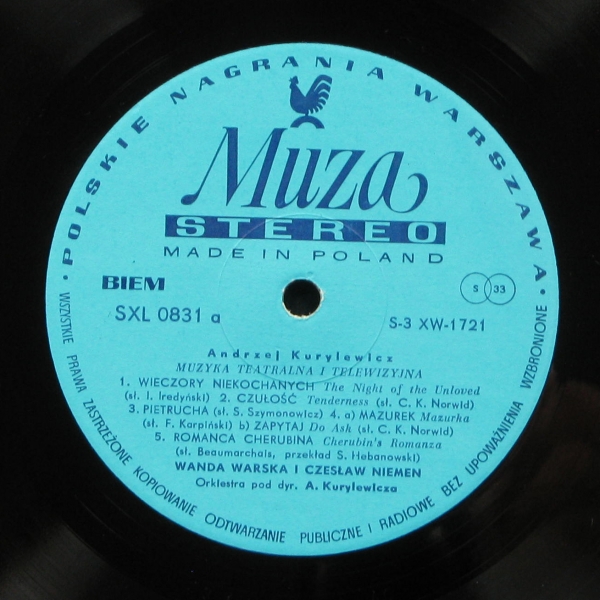 • POLSKIE NAGRANIA WARSZAWA •
Muza
STEREO
MADE IN POLAND
BIEM
S 33
SXL 0831 a
S-3 XW-1721
Andrzej Kurylewicz
MUZYKA TEATRALNA I TELEWIZYJNA
1. WIECZORY NIEKOCHANYCH The Night of the Unloved
(sł. I. Iredyński) 2. CZUŁOŚĆ Tenderness (sł. C. K. Norwid)
3. PIETRUCHA (sł. S. Szymonowicz) 4. a) MAZUREK Mazurka
(sł. F. Karpiński) b) ZAPYTAJ Do Ask (sł. C. K. Norwid)
5. ROMANCA CHERUBINA Cherubin's Romanza
(sł. Beaumarchais, przekład S. Hebanowski)
WANDA WARSKA I CZESŁAW NIEMEN
Orkiestra pod dyr. A. Kurylewicza
WSZYSTKIE PRAWA ZASTRZEŻONE KOPIOWANIE ODTWARZANIE PUBLICZNE I RADIOWE BEZ UPOWAŻNIENIA WZBRONIONE